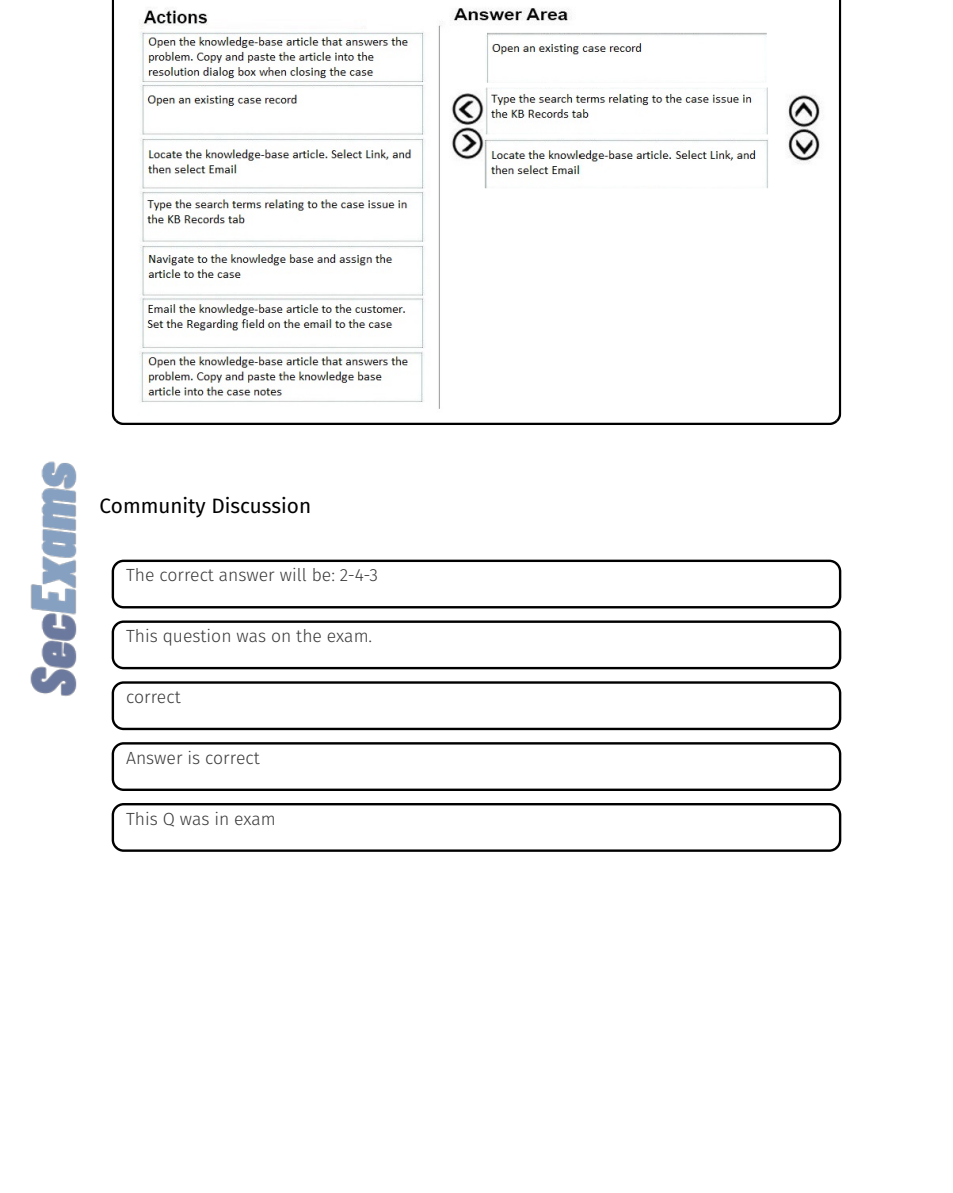 Actions
Open the knowledge-base article that answers the
problem. Copy and paste the article into the
resolution dialog box when closing the case
Open an existing case record
Locate the knowledge-base article. Select Link, and
then select Email
Type the search terms relating to the case issue in
the KB Records tab
Navigate to the knowledge base and assign the
article to the case
Email the knowledge-base article to the customer.
Set the Regarding field on the email to the case
Open the knowledge-base article that answers the
problem. Copy and paste the knowledge base
article into the case notes
Answer Area
Open an existing case record
Type the search terms relating to the case issue in
the KB Records tab
Locate the knowledge-base article. Select Link, and
then select Email
SecExams
Community Discussion
The correct answer will be: 2-4-3
This question was on the exam.
correct
Answer is correct
This Q was in exam